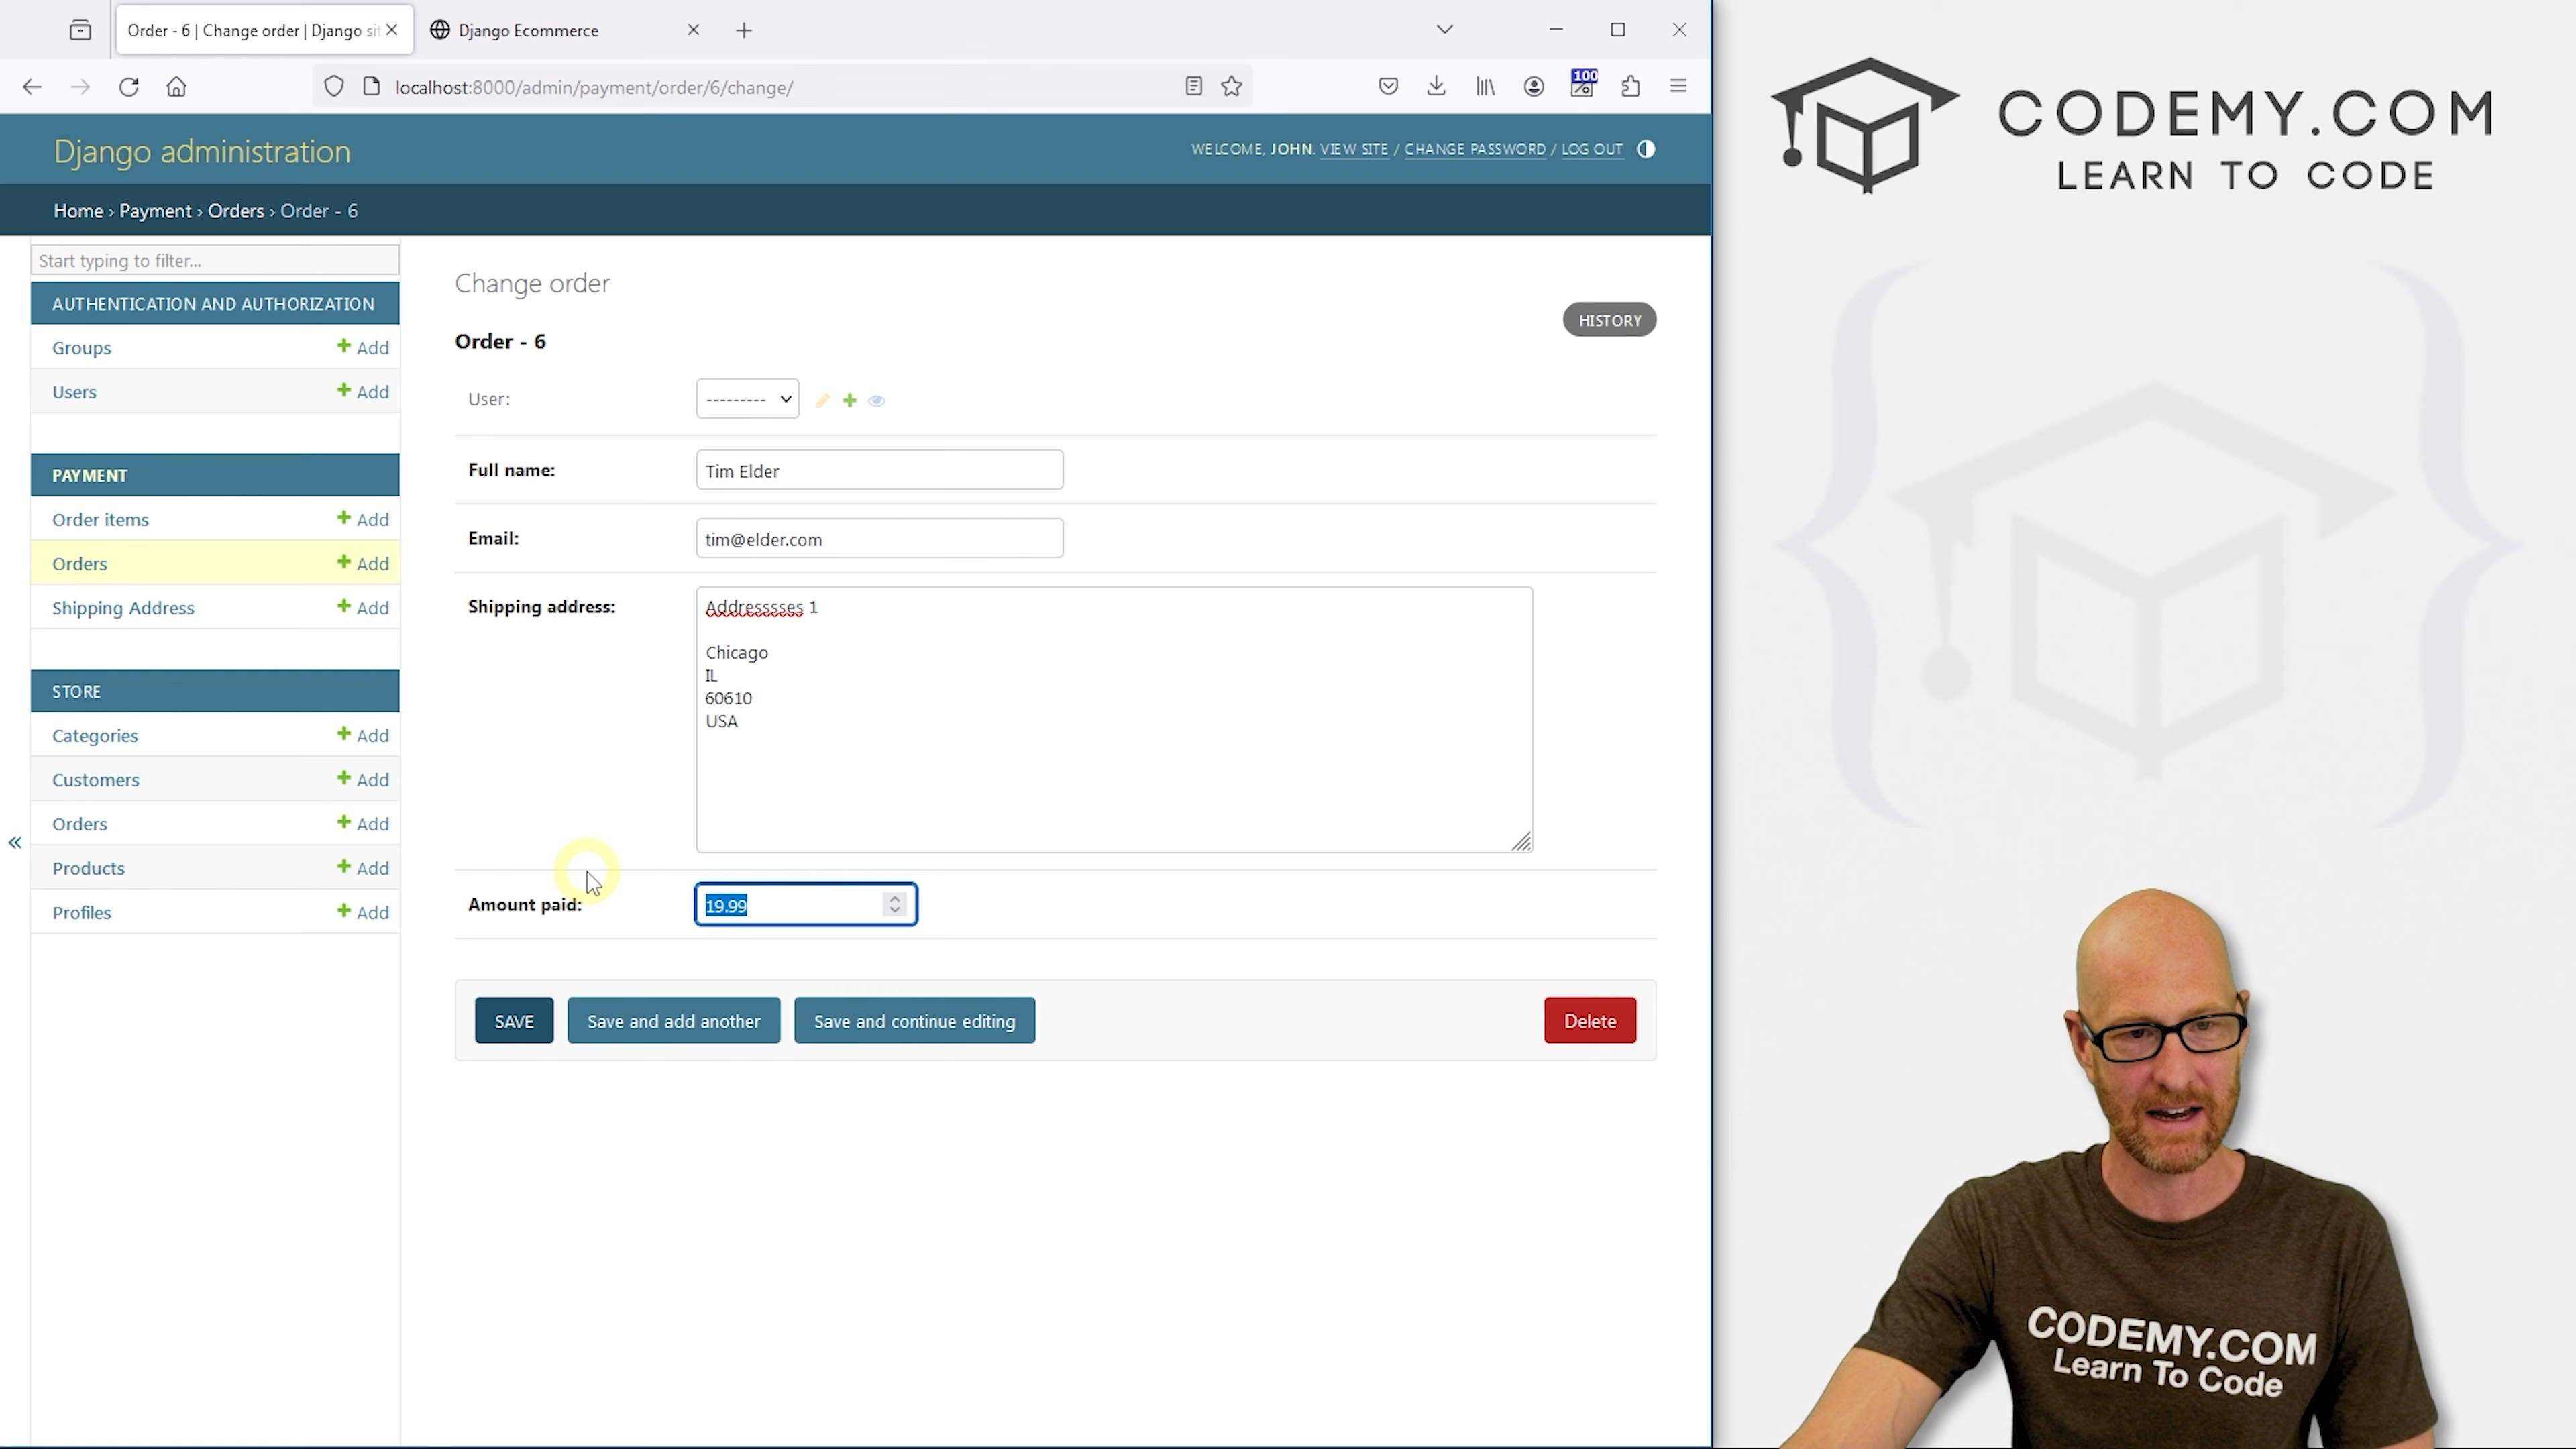 Order - 6 | Change order | Django sit
Django Ecommerce
localhost:8000/admin/payment/order/6/change/
100
Django administration
WELCOME, JOHN. VIEW SITE / CHANGE PASSWORD / LOG OUT
Home › Payment › Orders › Order - 6
Start typing to filter...
AUTHENTICATION AND AUTHORIZATION
Groups + Add
Users + Add
PAYMENT
Order items + Add
Orders + Add
Shipping Address + Add
STORE
Categories + Add
Customers + Add
Orders + Add
Products + Add
Profiles + Add
«
Change order
HISTORY
Order - 6
User: ---------
Full name: Tim Elder
Email: tim@elder.com
Shipping address: Addresssses 1
Chicago
IL
60610
USA
Amount paid: 19.99
SAVE Save and add another Save and continue editing Delete
CODEMY.COM
LEARN TO CODE
CODEMY.COM
Learn To Code